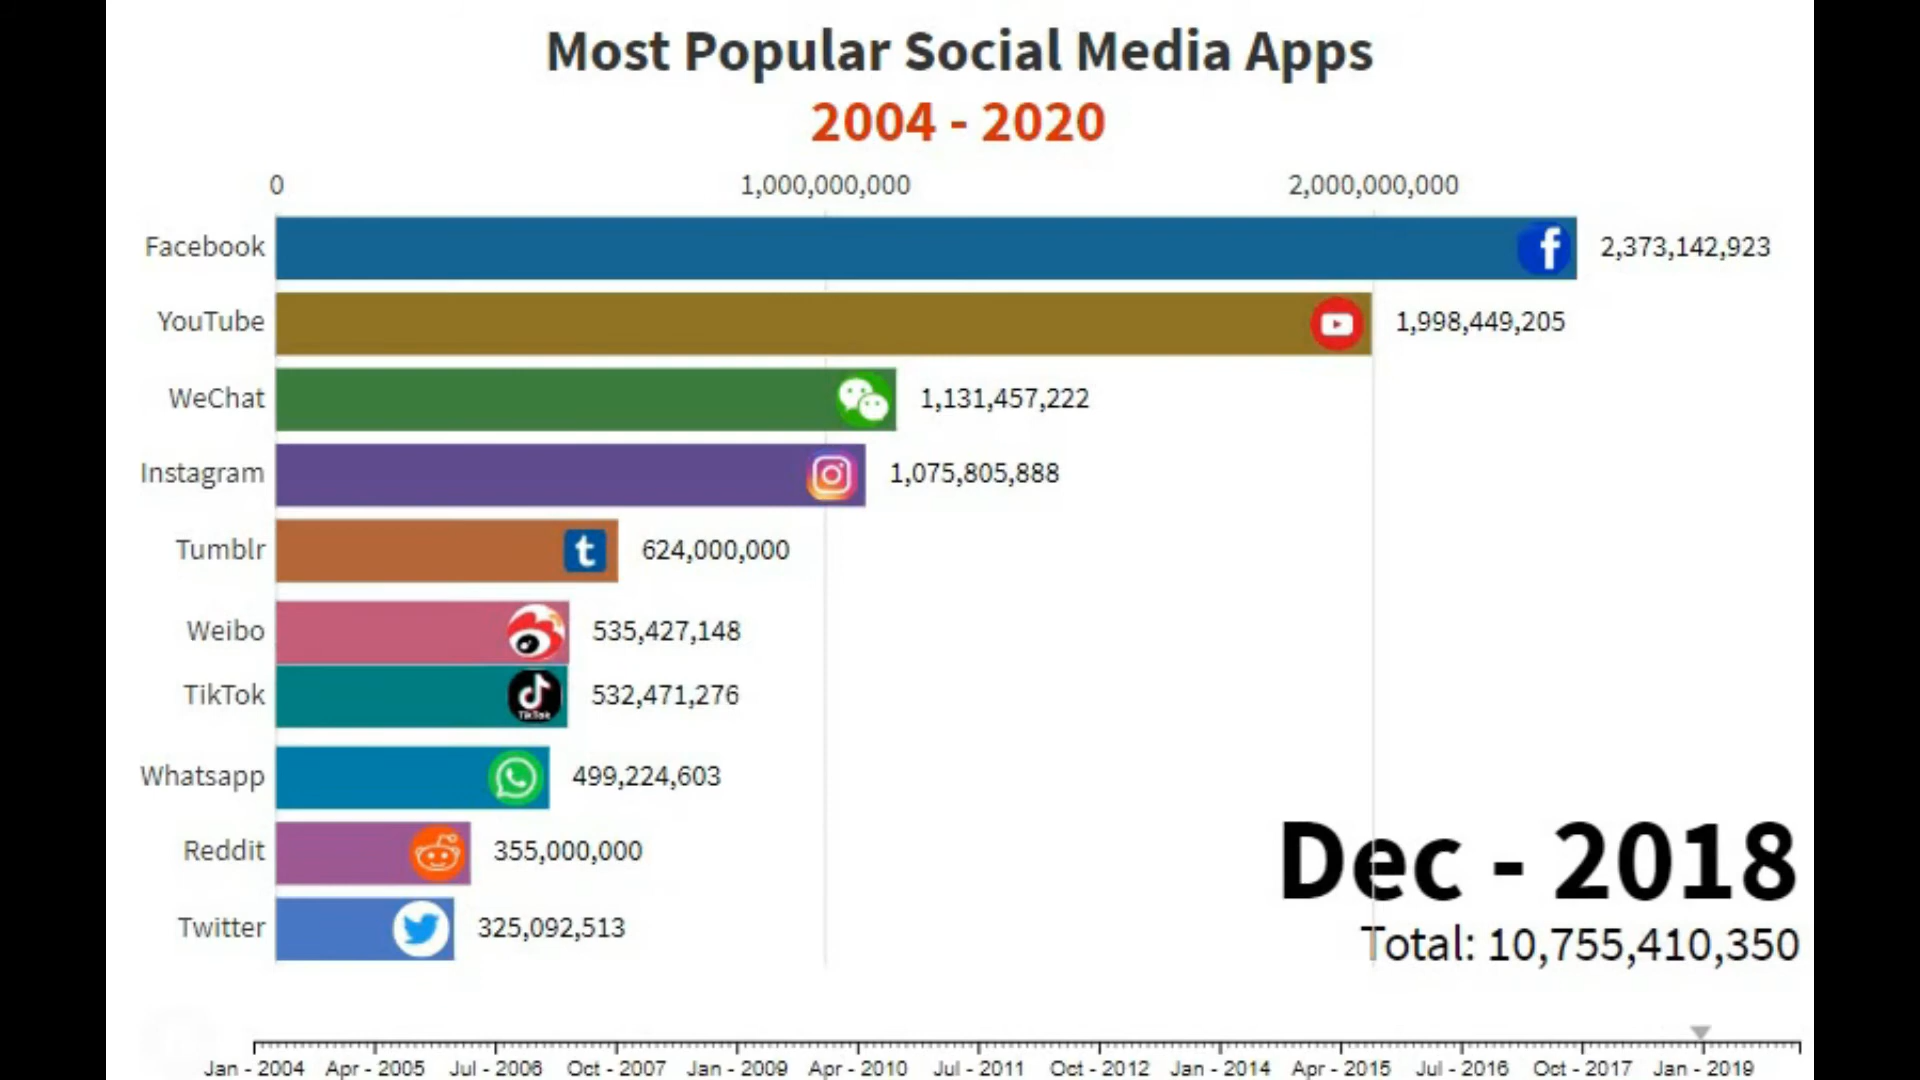 Most Popular Social Media Apps
2004 - 2020
0 1,000,000,000 2,000,000,000
Facebook 2,373,142,923
YouTube 1,998,449,205
WeChat 1,131,457,222
Instagram 1,075,805,888
Tumblr t 624,000,000
Weibo 535,427,148
TikTok TikTok 532,471,276
Whatsapp 499,224,603
Reddit 355,000,000
Twitter 325,092,513
Dec - 2018
Total: 10,755,410,350
Jan - 2004 Apr - 2005 Jul - 2006 Oct - 2007 Jan - 2009 Apr - 2010 Jul - 2011 Oct - 2012 Jan - 2014 Apr - 2015 Jul - 2016 Oct - 2017 Jan - 2019